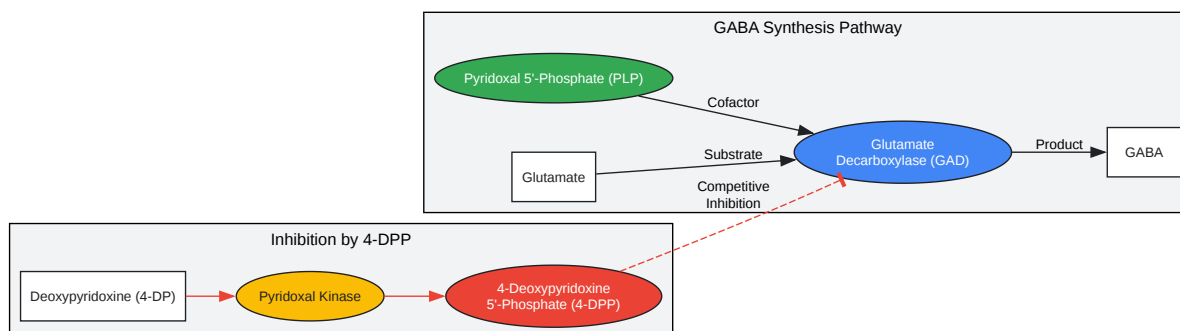 GABA Synthesis Pathway
Pyridoxal 5'-Phosphate (PLP)
Cofactor
Glutamate
Decarboxylase (GAD)
Product
GABA
Substrate
Glutamate
Competitive
Inhibition
Inhibition by 4-DPP
Deoxypyridoxine (4-DP)
Pyridoxal Kinase
4-Deoxypyridoxine
5'-Phosphate (4-DPP)